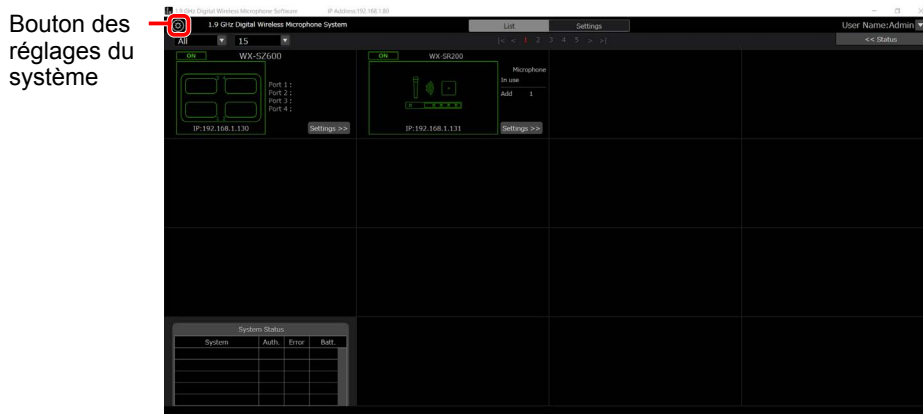 Bouton des
réglages du
système
1.9 GHz Digital Wireless Microphone Software IP Address:192.168.1.80
1.9 GHz Digital Wireless Microphone System List Settings User Name:Admin
All 15 |< < 1 2 3 4 5 > >| << Status
ON WX-SZ600
Port 1 :
Port 2 :
Port 3 :
Port 4 :
IP:192.168.1.130 Settings >>
ON WX-SR200
Microphone
In use
Add 1
IP:192.168.1.131 Settings >>
System Status
System Auth. Error Batt.